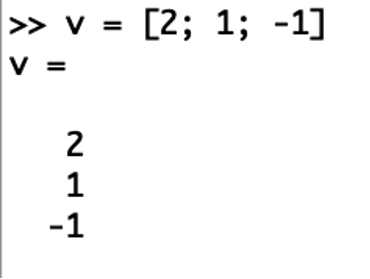 >> v = [2; 1; -1]
v =
2
1
-1